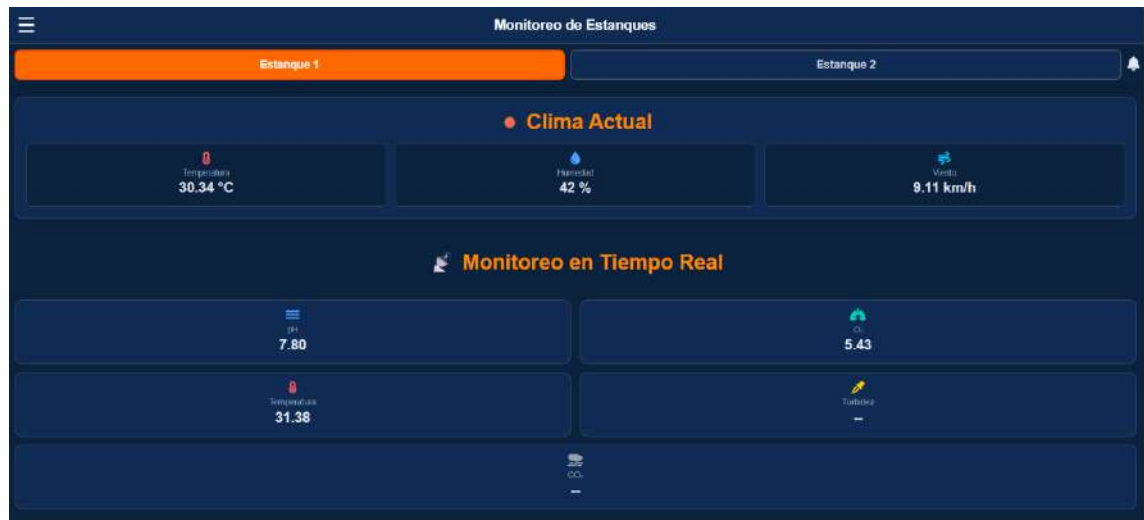 Monitoreo de Estanques
Estanque 1
Estanque 2
Clima Actual
Temperatura
30.34 °C
Humedad
42 %
Viento
9.11 km/h
Monitoreo en Tiempo Real
pH
7.80
O₂
5.43
Temperatura
31.38
Turbidez
--
CO₂
--